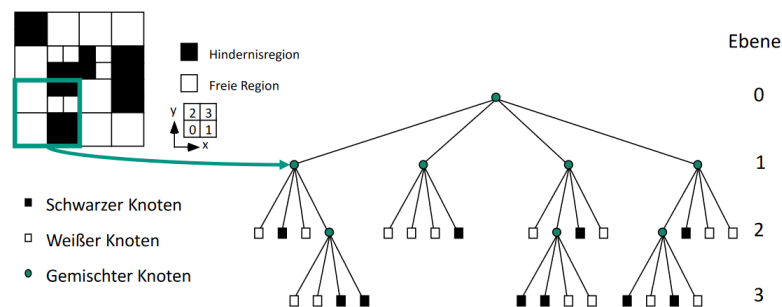 Ebene
Hindernisregion
Freie Region
y
2 3
0 1
x
0
1
Schwarzer Knoten
Weißer Knoten
2
Gemischter Knoten
3